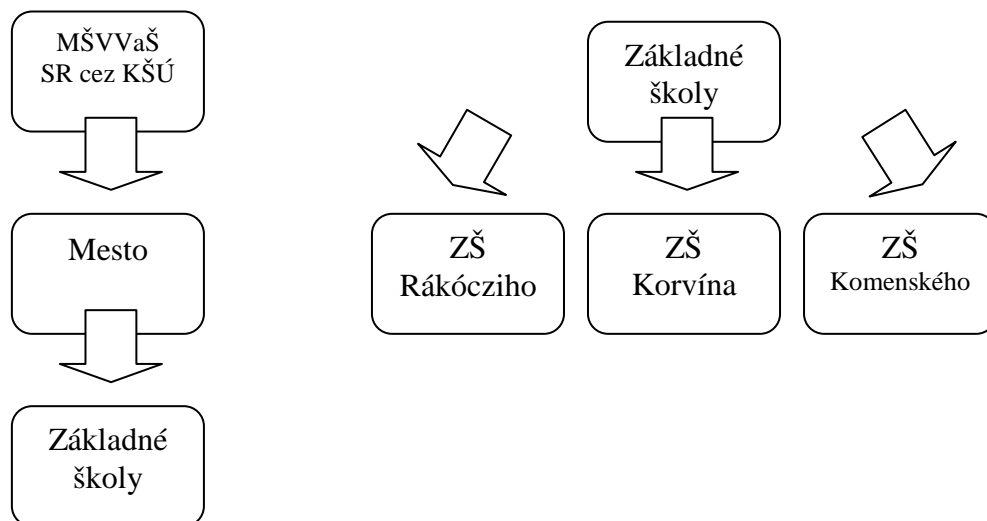 MŠVVaŠ
SR cez KŠÚ
Mesto
Základné
školy
Základné
školy
ZŠ
Rákócziho
ZŠ
Korvína
ZŠ
Komenského